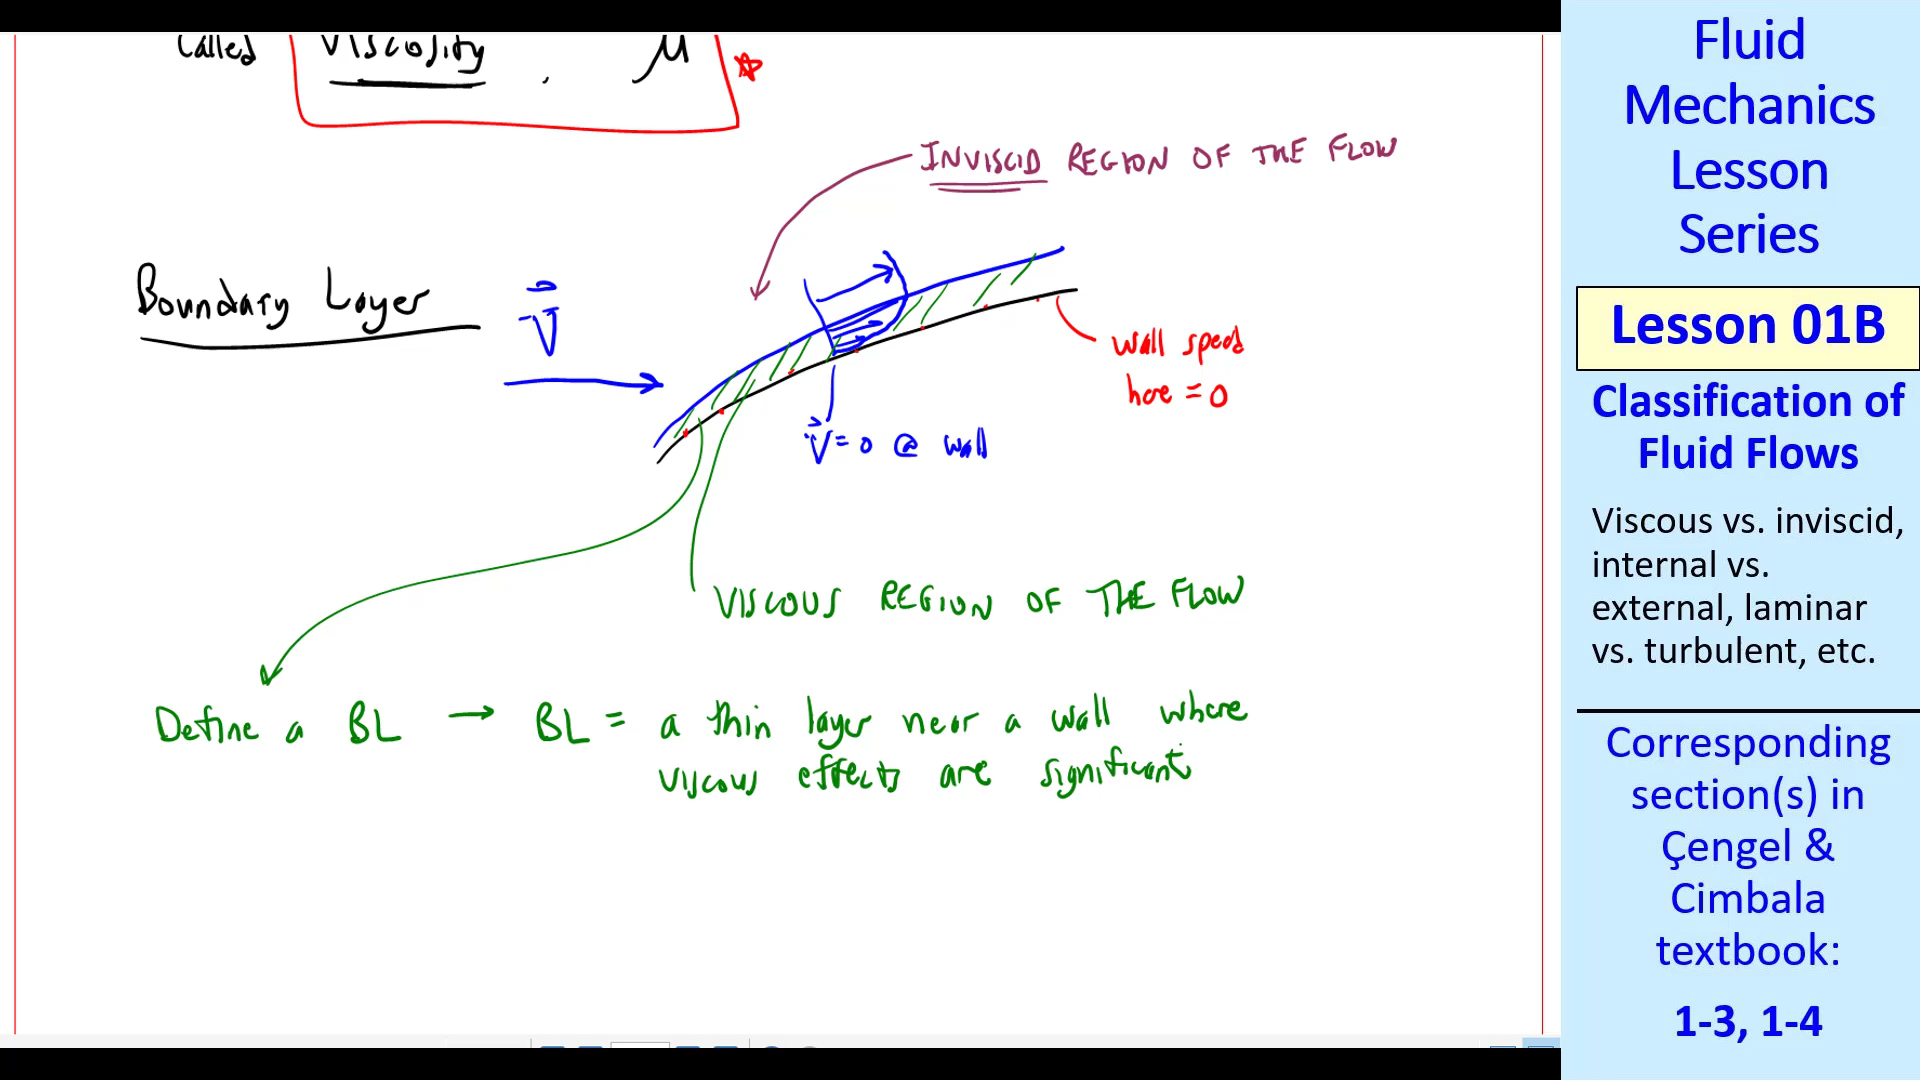 Called Viscosity , μ
INVISCID REGION OF THE FLOW
Boundary Layer
V
Wall speed
here = 0
V = 0 @ wall
VISCOUS REGION OF THE FLOW
Define a BL → BL = a thin layer near a wall where
viscous effects are significant
Fluid
Mechanics
Lesson
Series
Lesson 01B
Classification of
Fluid Flows
Viscous vs. inviscid,
internal vs.
external, laminar
vs. turbulent, etc.
Corresponding
section(s) in
Çengel &
Cimbala
textbook:
1-3, 1-4